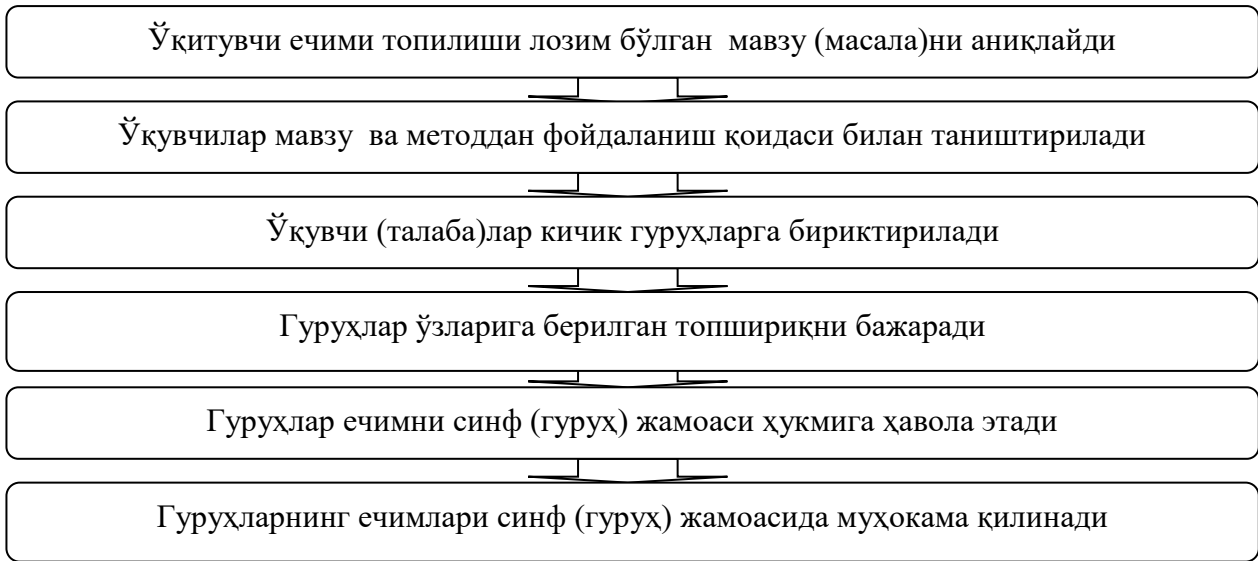 Ўқитувчи ечими топилиши лозим бўлган мавзу (масала)ни аниқлайди
Ўқувчилар мавзу ва методдан фойдаланиш қоидаси билан таништирилади
Ўқувчи (талаба)лар кичик гуруҳларга бириктирилади
Гуруҳлар ўзларига берилган топшириқни бажаради
Гуруҳлар ечимни синф (гуруҳ) жамоаси ҳукмига ҳавола этади
Гуруҳларнинг ечимлари синф (гуруҳ) жамоасида муҳокама қилинади